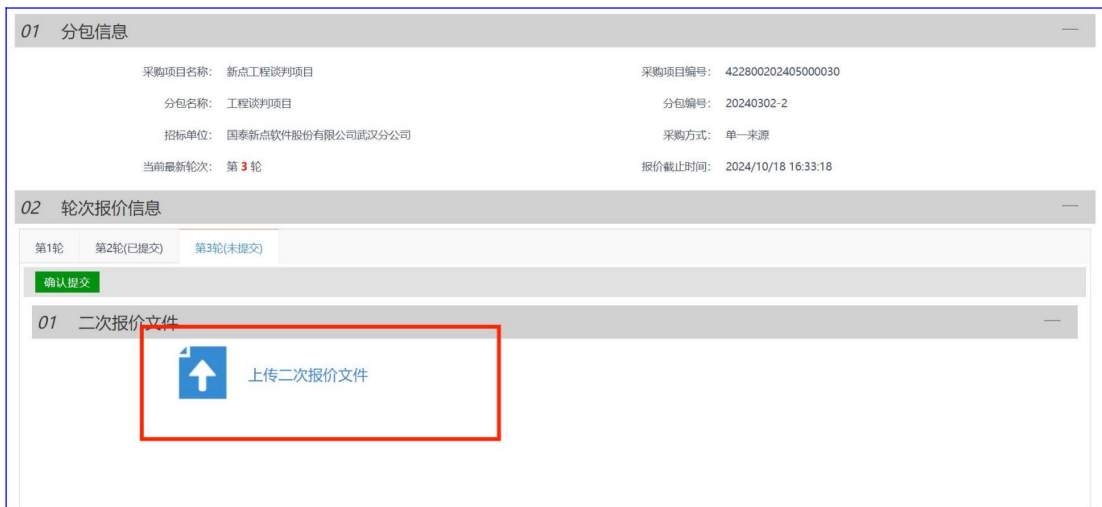 01 分包信息
采购项目名称： 新点工程谈判项目 采购项目编号： 422800202405000030
分包名称： 工程谈判项目 分包编号： 20240302-2
招标单位： 国泰新点软件股份有限公司武汉分公司 采购方式： 单一来源
当前最新轮次： 第 3 轮 报价截止时间： 2024/10/18 16:33:18
02 轮次报价信息
第1轮 第2轮(已提交) 第3轮(未提交)
确认提交
01 二次报价文件
上传二次报价文件